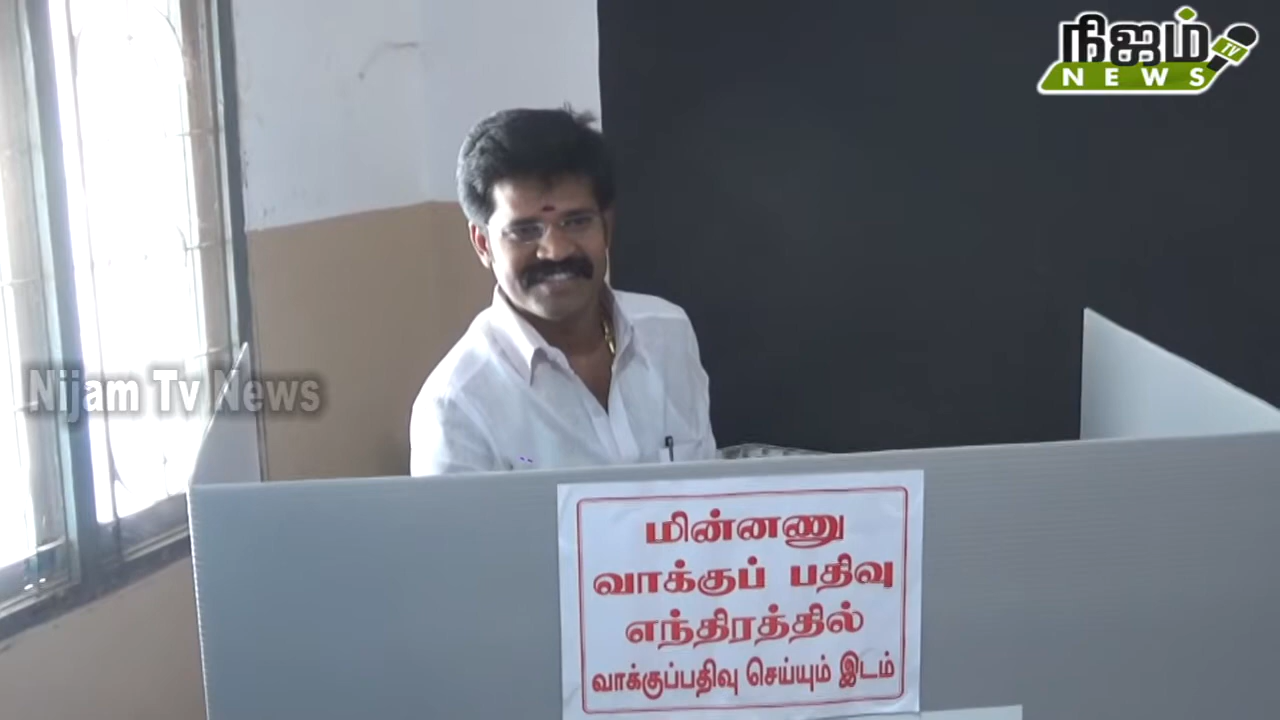 நிஜம்
TV
NEWS
Nijam Tv News
மின்னணு
வாக்குப் பதிவு
எந்திரத்தில்
வாக்குப்பதிவு செய்யும் இடம்